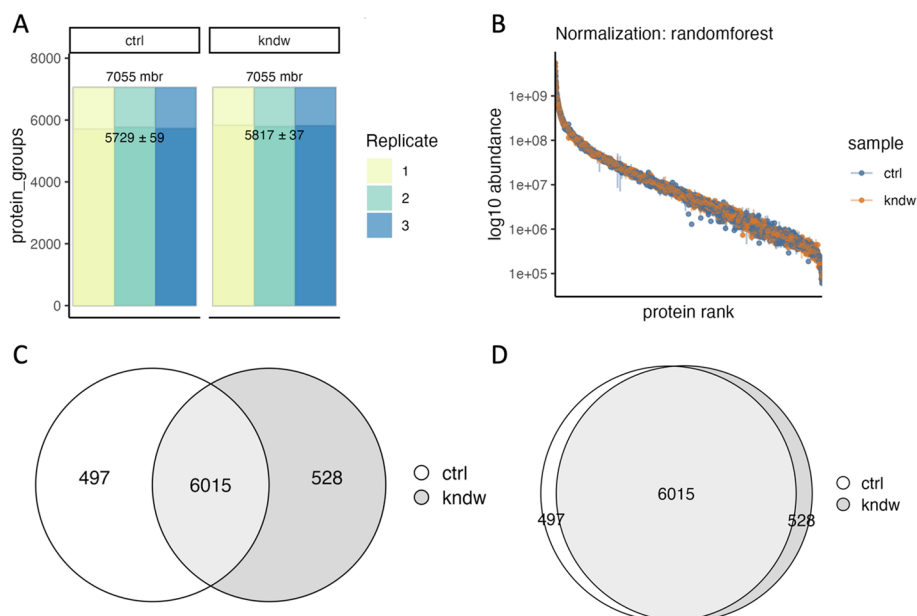 A
ctrl
kndw
8000
6000
4000
2000
0
protein_groups
7055 mbr
7055 mbr
5729 ± 59
5817 ± 37
Replicate
1
2
3
B
Normalization: randomforest
1e+09
1e+08
1e+07
1e+06
1e+05
log10 abundance
protein rank
sample
ctrl
kndw
C
497
6015
528
ctrl
kndw
D
497
6015
528
ctrl
kndw